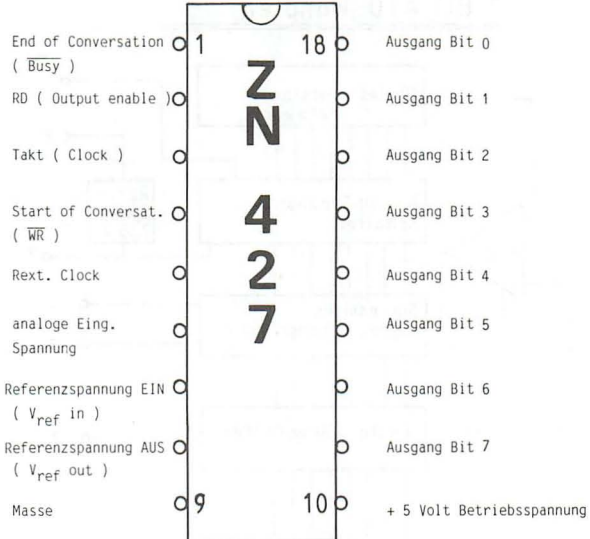 End of Conversation 1 18 Ausgang Bit 0
( Busy )
RD ( Output enable ) Ausgang Bit 1
Takt ( Clock ) Ausgang Bit 2
Start of Conversat. Ausgang Bit 3
( WR )
Rext. Clock Ausgang Bit 4
analoge Eing. Ausgang Bit 5
Spannung
Referenzspannung EIN Ausgang Bit 6
( Vref in )
Referenzspannung AUS Ausgang Bit 7
( Vref out )
Masse 9 10 + 5 Volt Betriebsspannung
Z
N
4
2
7